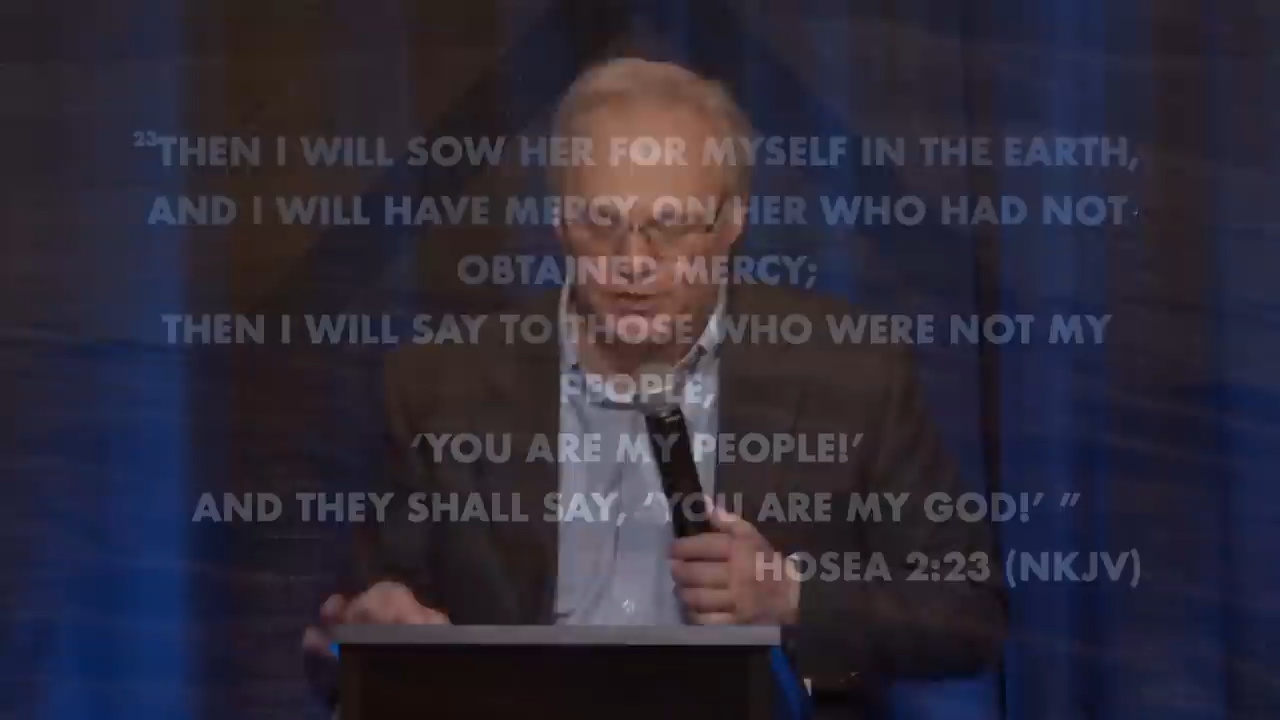 ²³THEN I WILL SOW HER FOR MYSELF IN THE EARTH,
AND I WILL HAVE MERCY ON HER WHO HAD NOT
OBTAINED MERCY;
THEN I WILL SAY TO THOSE WHO WERE NOT MY
PEOPLE,
‘YOU ARE MY PEOPLE!’
AND THEY SHALL SAY, ‘YOU ARE MY GOD!’ ”
HOSEA 2:23 (NKJV)